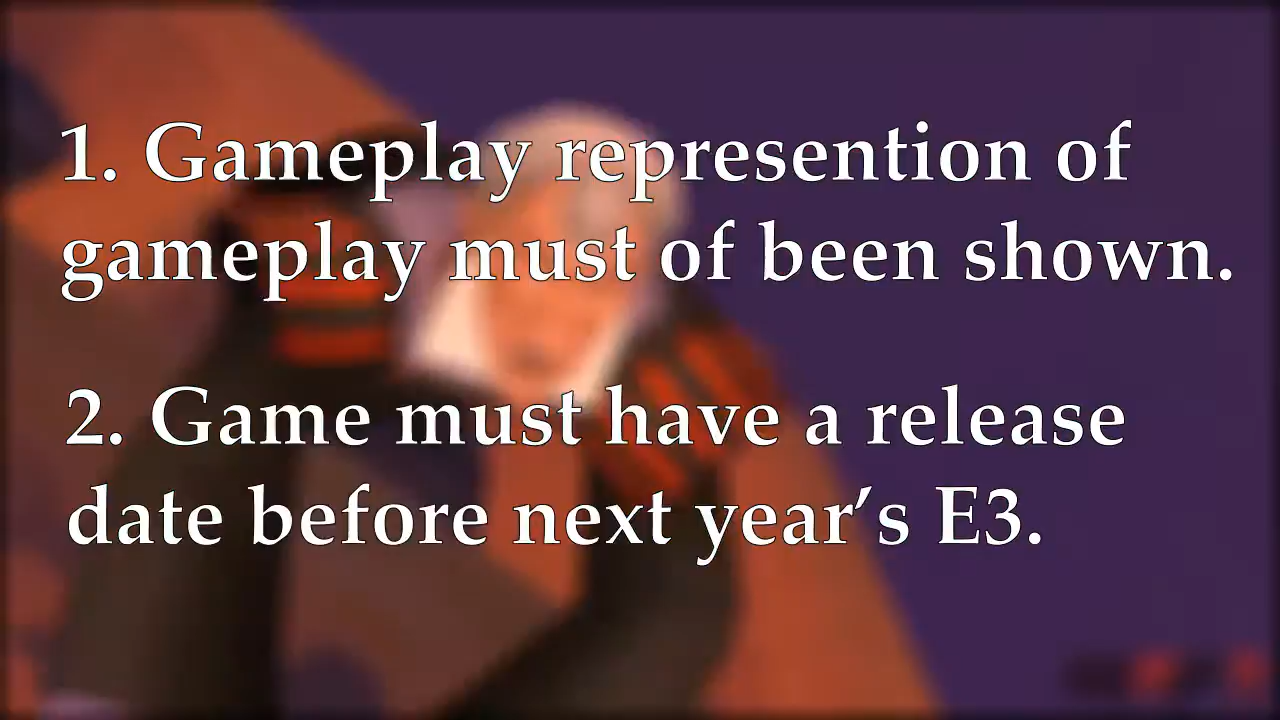 1. Gameplay represention of
gameplay must of been shown.
2. Game must have a release
date before next year’s E3.